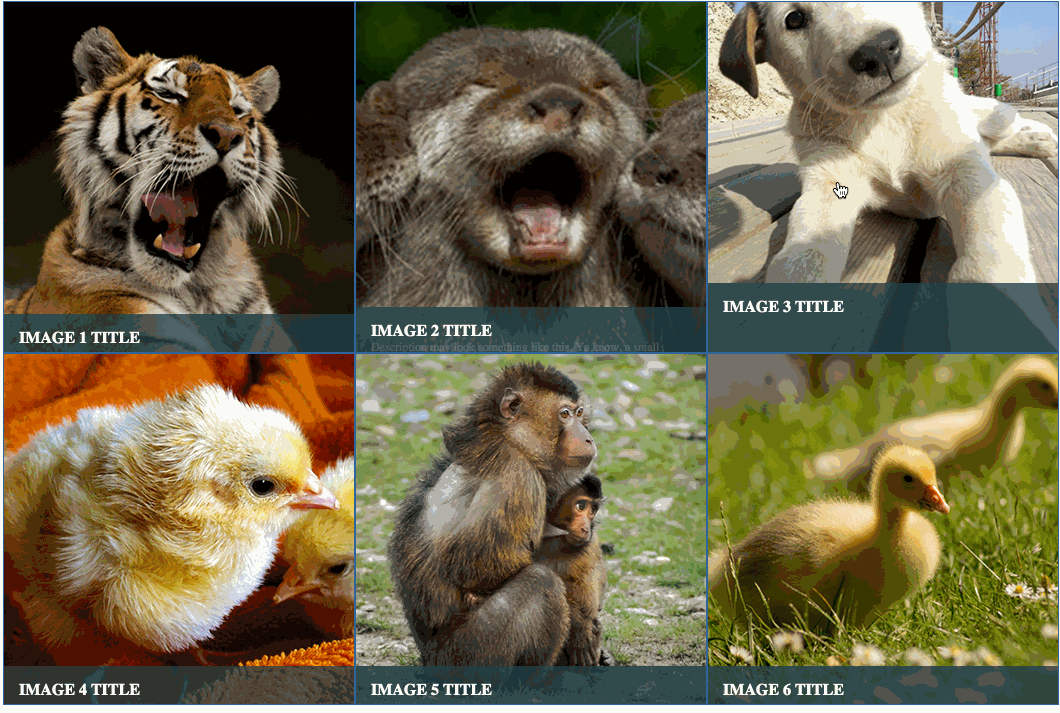 IMAGE 1 TITLE
IMAGE 2 TITLE
Description may look something like this. Ya know, a small
IMAGE 3 TITLE
IMAGE 4 TITLE
IMAGE 5 TITLE
IMAGE 6 TITLE